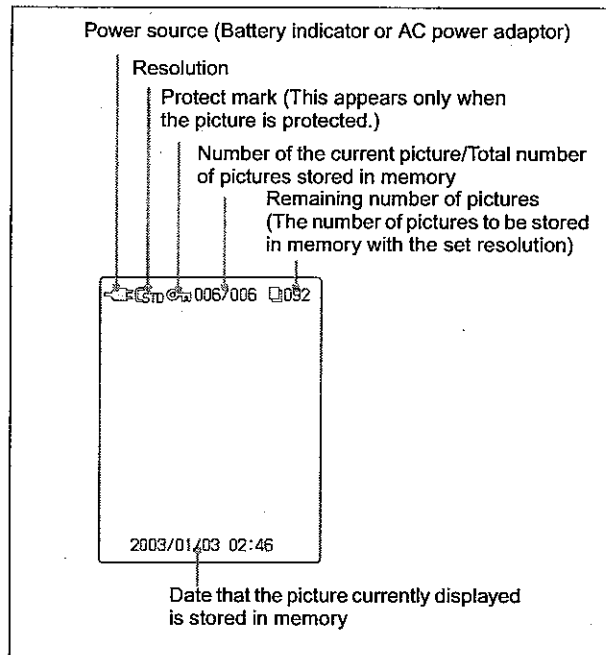 Power source (Battery indicator or AC power adaptor)
Resolution
Protect mark (This appears only when
the picture is protected.)
Number of the current picture/Total number
of pictures stored in memory
Remaining number of pictures
(The number of pictures to be stored
in memory with the set resolution)
STD 006/006 092
2003/01/03 02:46
Date that the picture currently displayed
is stored in memory